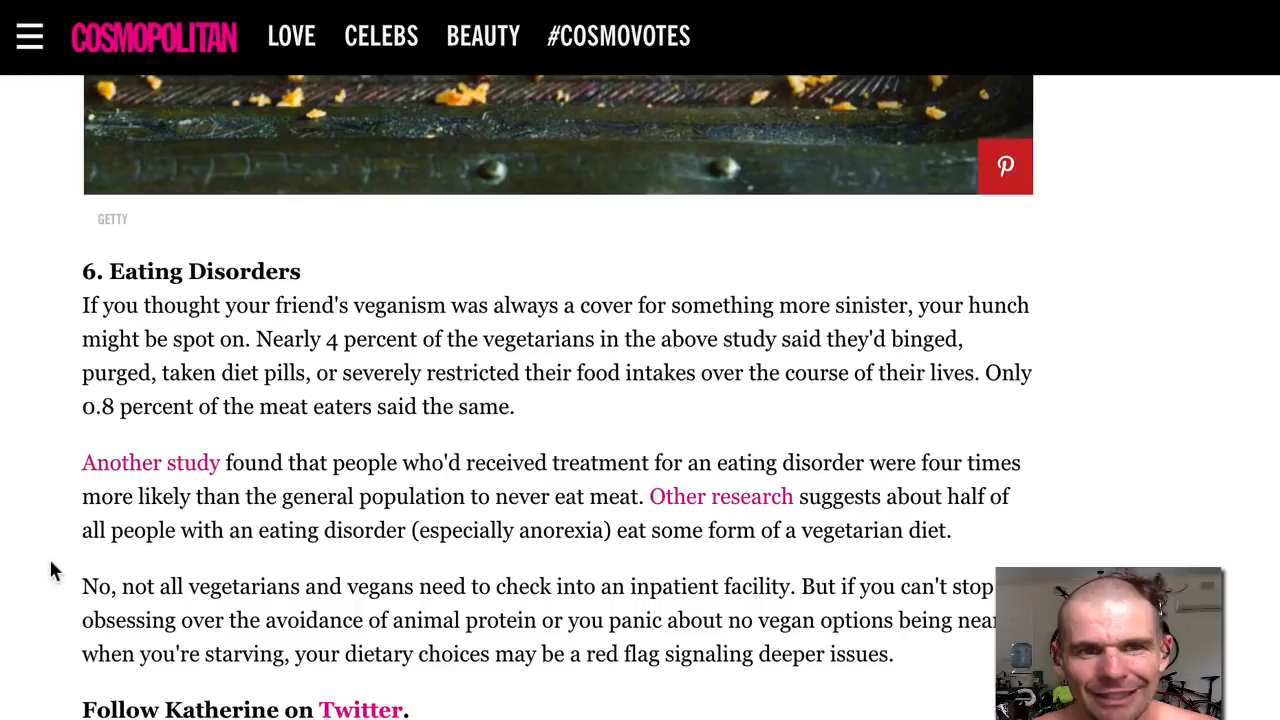 COSMOPOLITAN LOVE CELEBS BEAUTY #COSMOVOTES
GETTY
6. Eating Disorders
If you thought your friend's veganism was always a cover for something more sinister, your hunch
might be spot on. Nearly 4 percent of the vegetarians in the above study said they'd binged,
purged, taken diet pills, or severely restricted their food intakes over the course of their lives. Only
0.8 percent of the meat eaters said the same.
Another study found that people who'd received treatment for an eating disorder were four times
more likely than the general population to never eat meat. Other research suggests about half of
all people with an eating disorder (especially anorexia) eat some form of a vegetarian diet.
No, not all vegetarians and vegans need to check into an inpatient facility. But if you can't stop
obsessing over the avoidance of animal protein or you panic about no vegan options being near
when you're starving, your dietary choices may be a red flag signaling deeper issues.
Follow Katherine on Twitter.